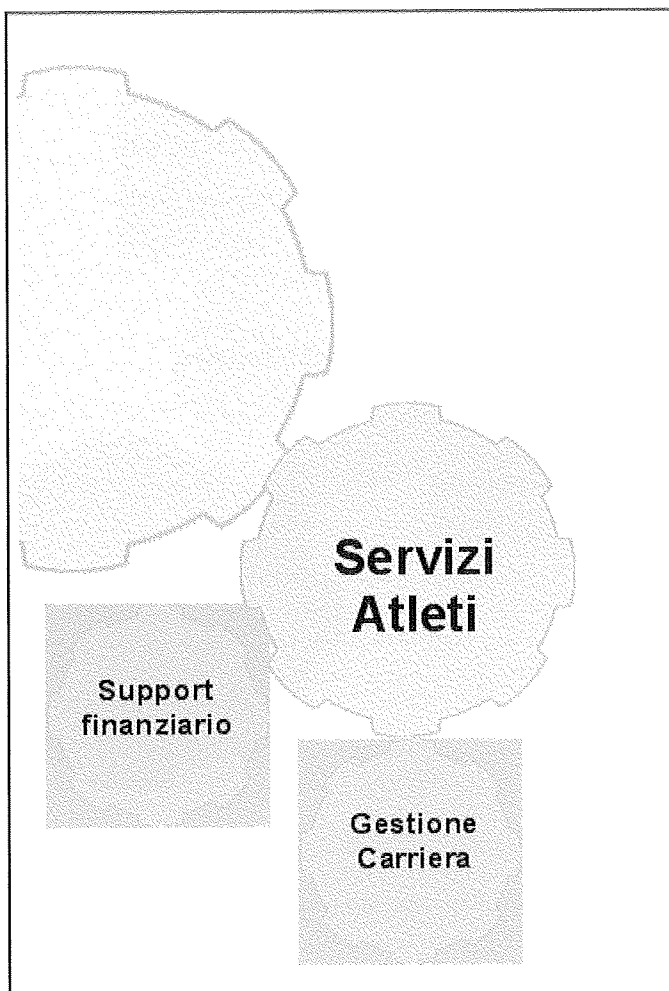 Servizi
Atleti
Support
finanziario
Gestione
Carriera